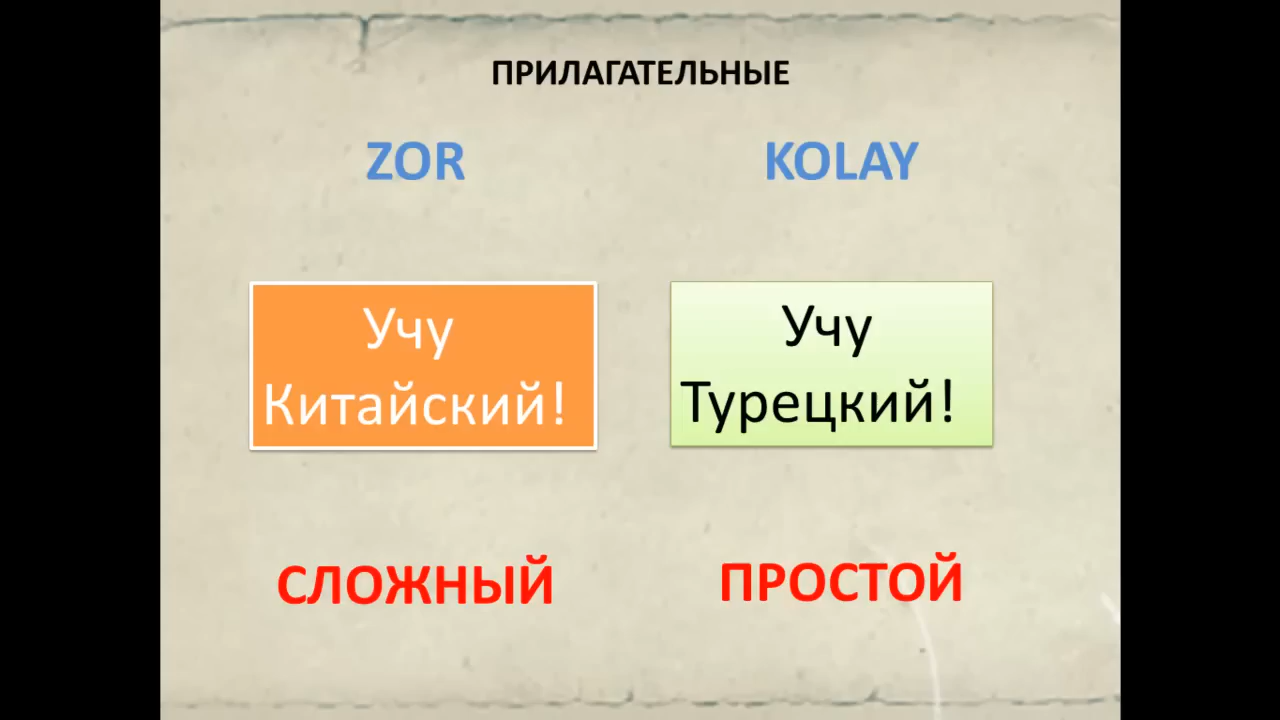 ПРИЛАГАТЕЛЬНЫЕ
ZOR
KOLAY
Учу
Китайский!
Учу
Турецкий!
СЛОЖНЫЙ
ПРОСТОЙ